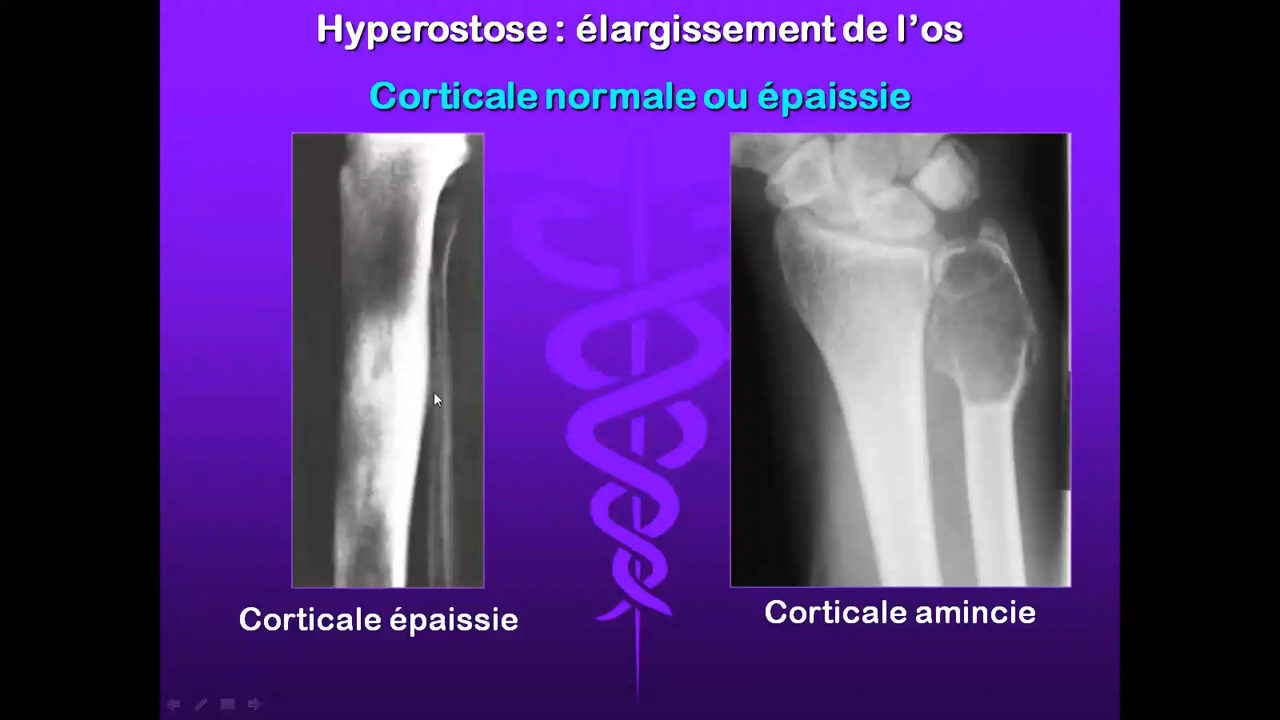 Hyperostose : élargissement de l’os
Corticale normale ou épaissie
Corticale épaissie
Corticale amincie